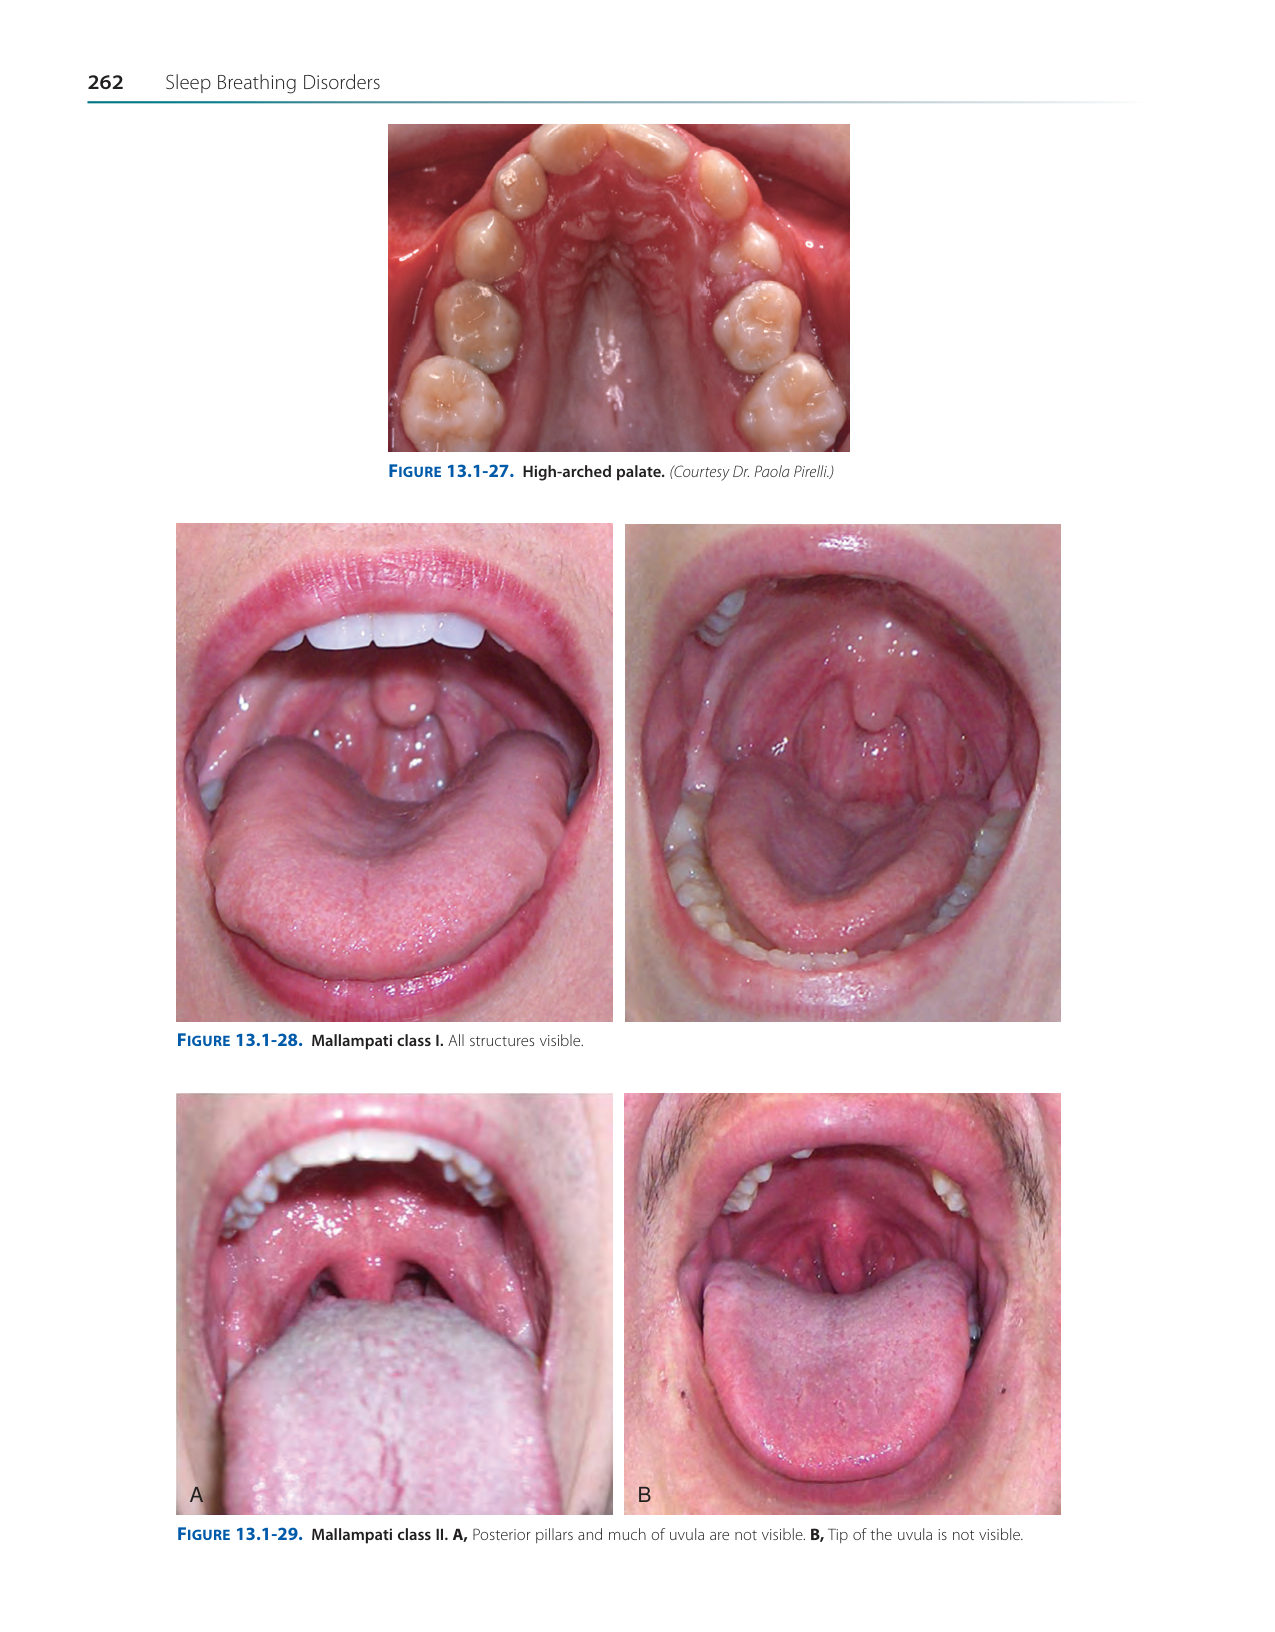 262 Sleep Breathing Disorders
FIGURE 13.1-27. High-arched palate. (Courtesy Dr. Paola Pirelli.)
FIGURE 13.1-28. Mallampati class I. All structures visible.
A
B
FIGURE 13.1-29. Mallampati class II. A, Posterior pillars and much of uvula are not visible. B, Tip of the uvula is not visible.